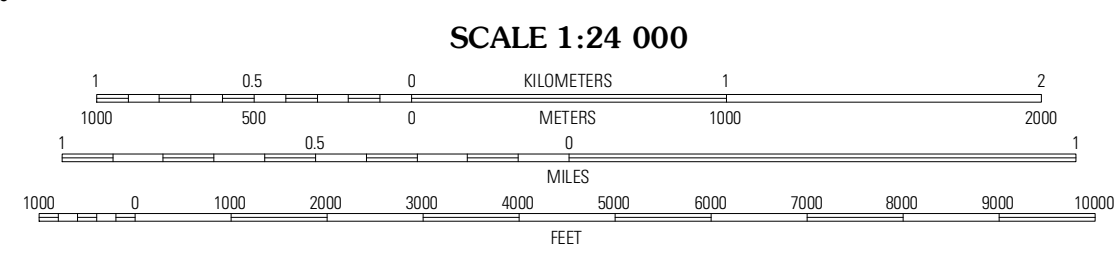 SCALE 1:24 000
1 0.5 0 KILOMETERS 1 2
1000 500 0 METERS 1000 2000
1 0.5 0 1
MILES
1000 0 1000 2000 3000 4000 5000 6000 7000 8000 9000 10000
FEET